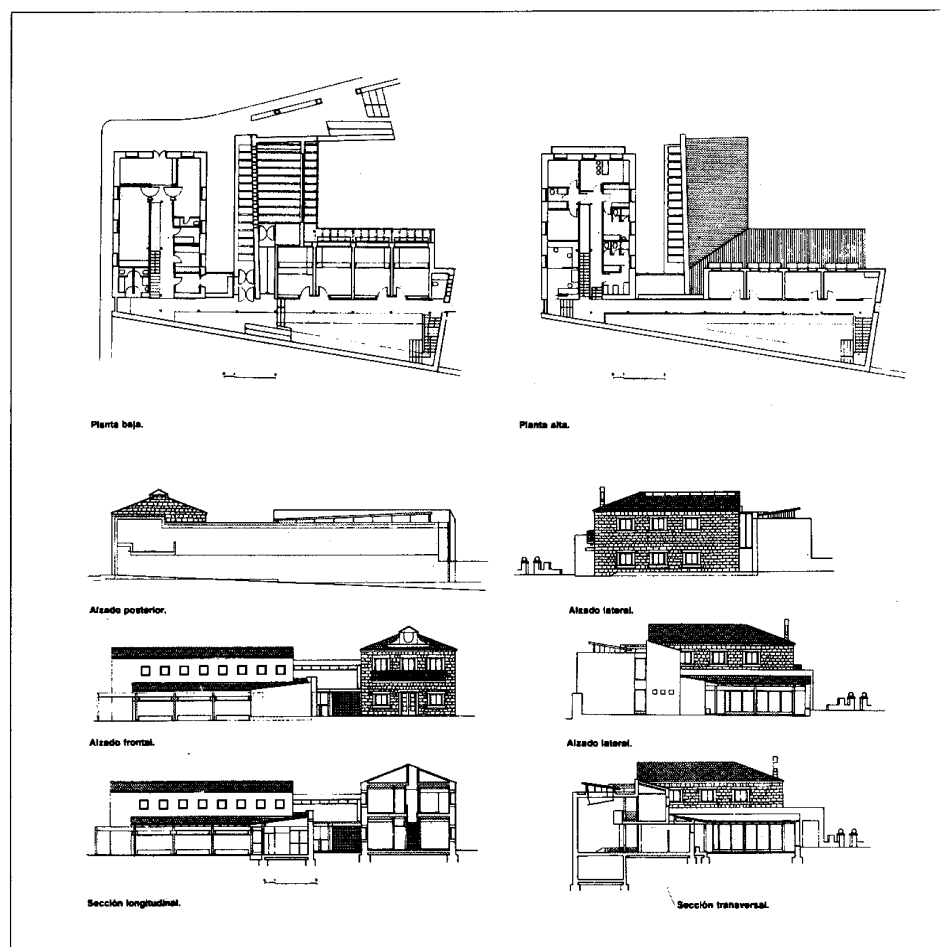 Planta baja.
Planta alta.
Alzado posterior.
Alzado lateral.
Alzado frontal.
Alzado lateral.
Sección longitudinal.
Sección transversal.